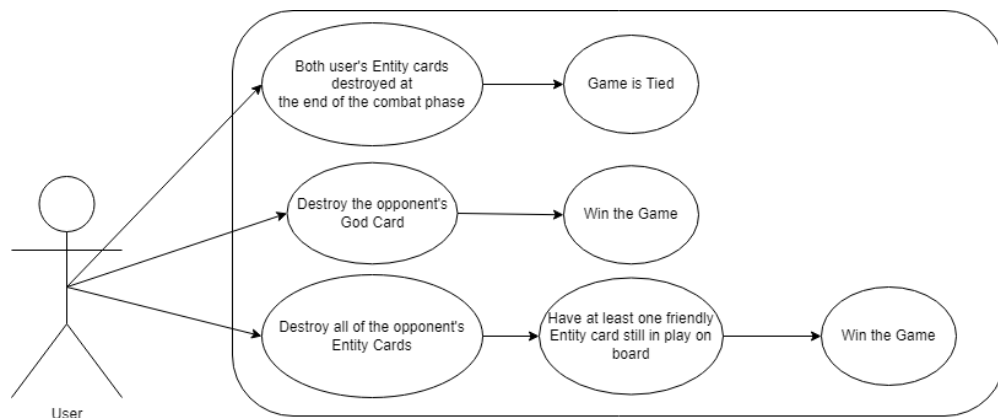 Both user's Entity cards
destroyed at
the end of the combat phase
Game is Tied
Destroy the opponent's
God Card
Win the Game
Destroy all of the opponent's
Entity Cards
Have at least one friendly
Entity card still in play on
board
Win the Game
User